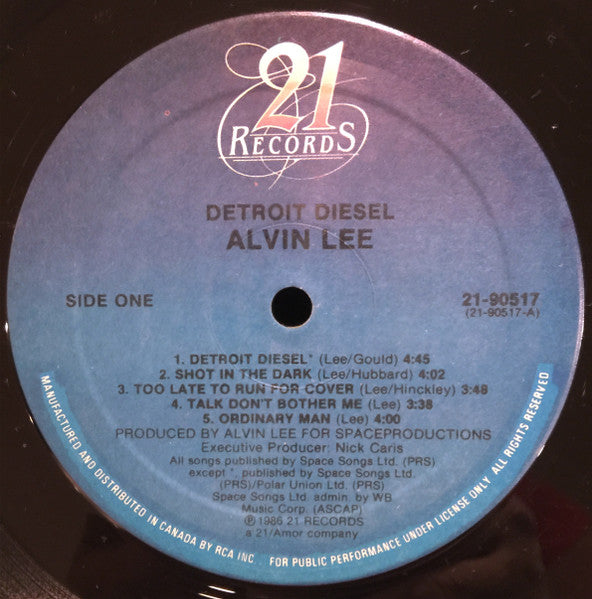 21
RECORDS
DETROIT DIESEL
ALVIN LEE
SIDE ONE
21-90517
(21-90517-A)
1. DETROIT DIESEL* (Lee/Gould) 4:45
2. SHOT IN THE DARK (Lee/Hubbard) 4:02
3. TOO LATE TO RUN FOR COVER (Lee/Hinckley) 3:48
4. TALK DON'T BOTHER ME (Lee) 3:38
5. ORDINARY MAN (Lee) 4:00
PRODUCED BY ALVIN LEE FOR SPACEPRODUCTIONS
Executive Producer: Nick Caris
All songs published by Space Songs Ltd. (PRS)
except *, published by Space Songs Ltd.
(PRS)/Polar Union Ltd. (PRS)
Space Songs Ltd. admin. by WB
Music Corp. (ASCAP)
℗ 1986 21 RECORDS
a 21/Amor company
MANUFACTURED AND DISTRIBUTED IN CANADA BY RCA INC. FOR PUBLIC PERFORMANCE UNDER LICENSE ONLY ALL RIGHTS RESERVED